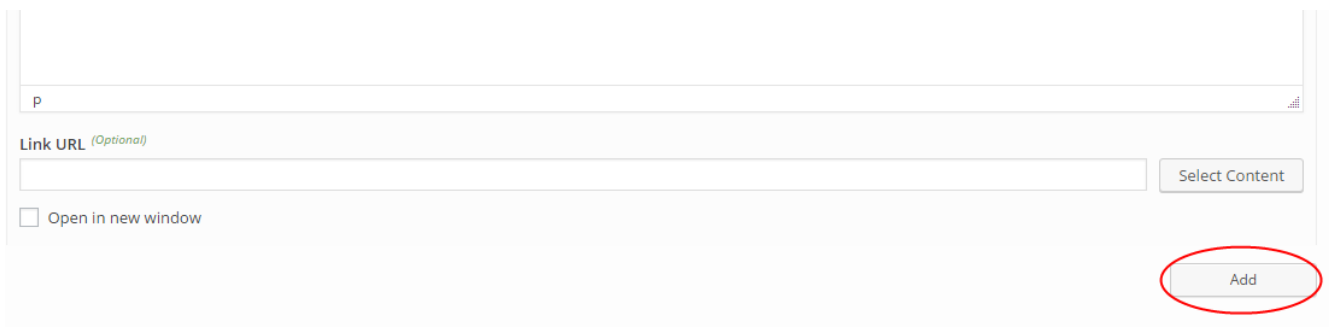 p
Link URL (Optional)
Select Content
Open in new window
Add